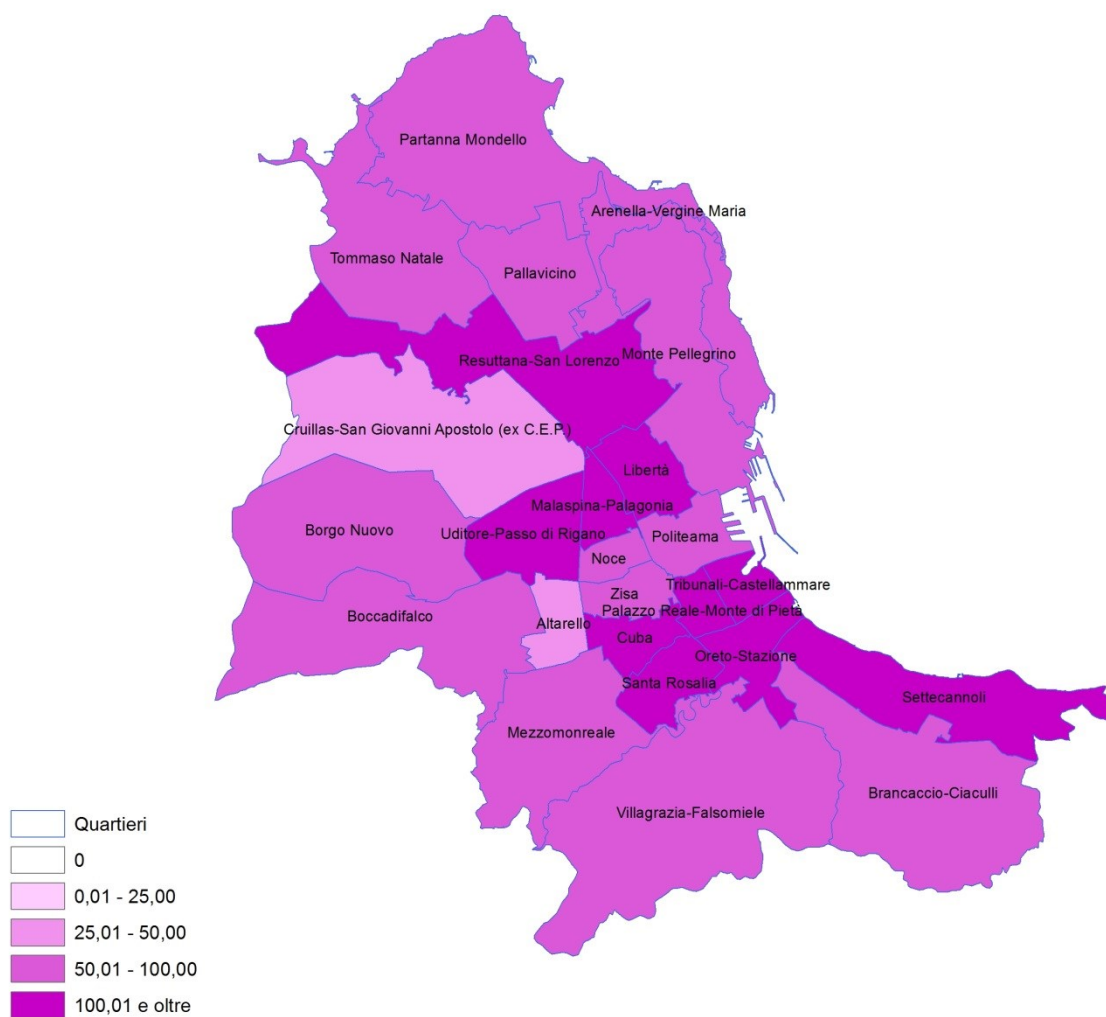 Partanna Mondello
Arenella-Vergine Maria
Tommaso Natale
Pallavicino
Resuttana-San Lorenzo
Monte Pellegrino
Cruillas-San Giovanni Apostolo (ex C.E.P.)
Libertà
Malaspina-Palagonia
Borgo Nuovo
Uditore-Passo di Rigano
Politeama
Noce
Tribunali-Castellammare
Zisa
Palazzo Reale-Monte di Pietà
Boccadifalco
Altarello
Cuba
Oreto-Stazione
Santa Rosalia
Settecannoli
Mezzomonreale
Brancaccio-Ciaculli
Villagrazia-Falsomiele
Quartieri
0
0,01 - 25,00
25,01 - 50,00
50,01 - 100,00
100,01 e oltre